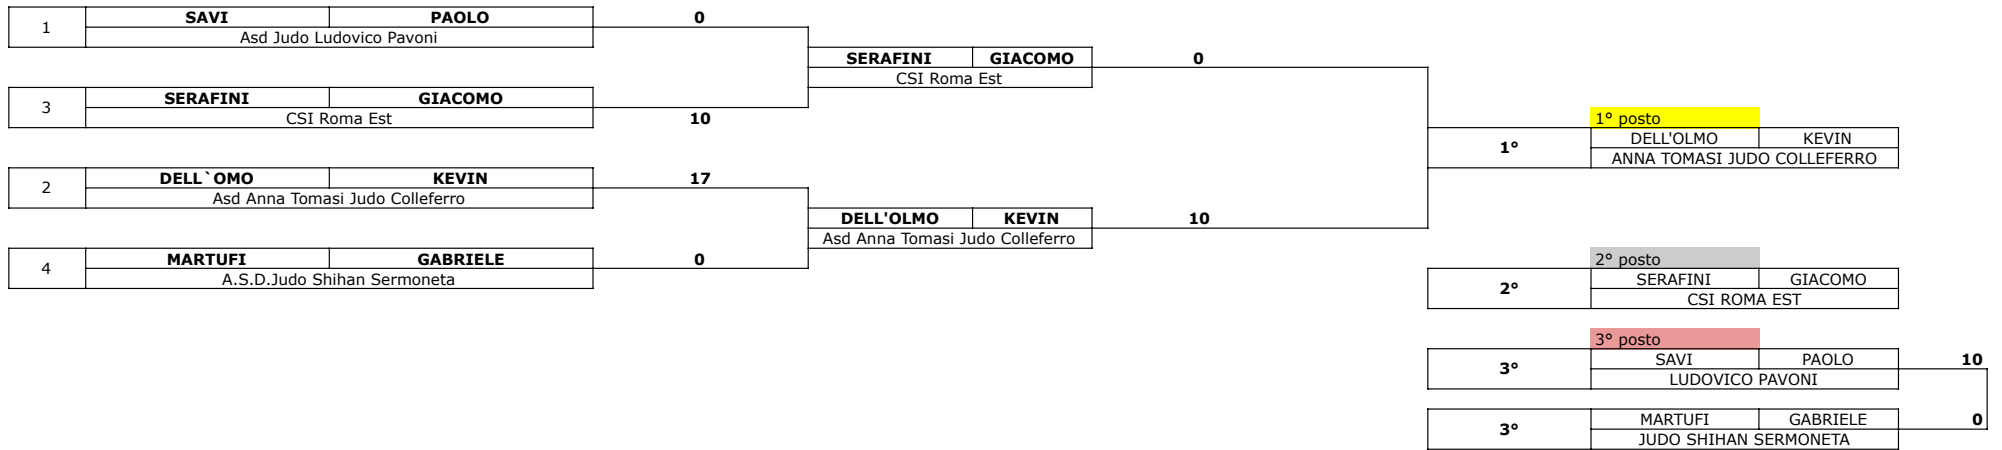 1 SAVI PAOLO 0
Asd Judo Ludovico Pavoni
SERAFINI GIACOMO 0
CSI Roma Est
3 SERAFINI GIACOMO
CSI Roma Est 10
1° posto
1° DELL'OLMO KEVIN
ANNA TOMASI JUDO COLLEFERRO
2 DELL`OMO KEVIN 17
Asd Anna Tomasi Judo Colleferro
DELL'OLMO KEVIN 10
Asd Anna Tomasi Judo Colleferro
4 MARTUFI GABRIELE 0
A.S.D.Judo Shihan Sermoneta
2° posto
2° SERAFINI GIACOMO
CSI ROMA EST
3° posto
3° SAVI PAOLO 10
LUDOVICO PAVONI
3° MARTUFI GABRIELE 0
JUDO SHIHAN SERMONETA